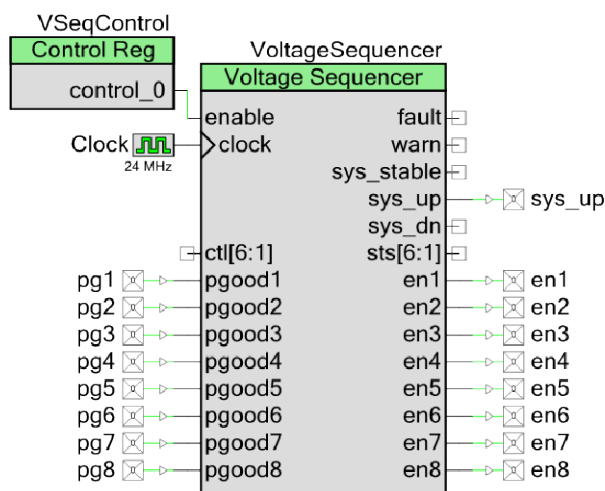 VSeqControl
Control Reg
control_0
VoltageSequencer
Voltage Sequencer
enable fault
Clock 24 MHz clock warn
sys_stable
sys_up sys_up
sys_dn
ctl[6:1] sts[6:1]
pg1 pgood1 en1 en1
pg2 pgood2 en2 en2
pg3 pgood3 en3 en3
pg4 pgood4 en4 en4
pg5 pgood5 en5 en5
pg6 pgood6 en6 en6
pg7 pgood7 en7 en7
pg8 pgood8 en8 en8